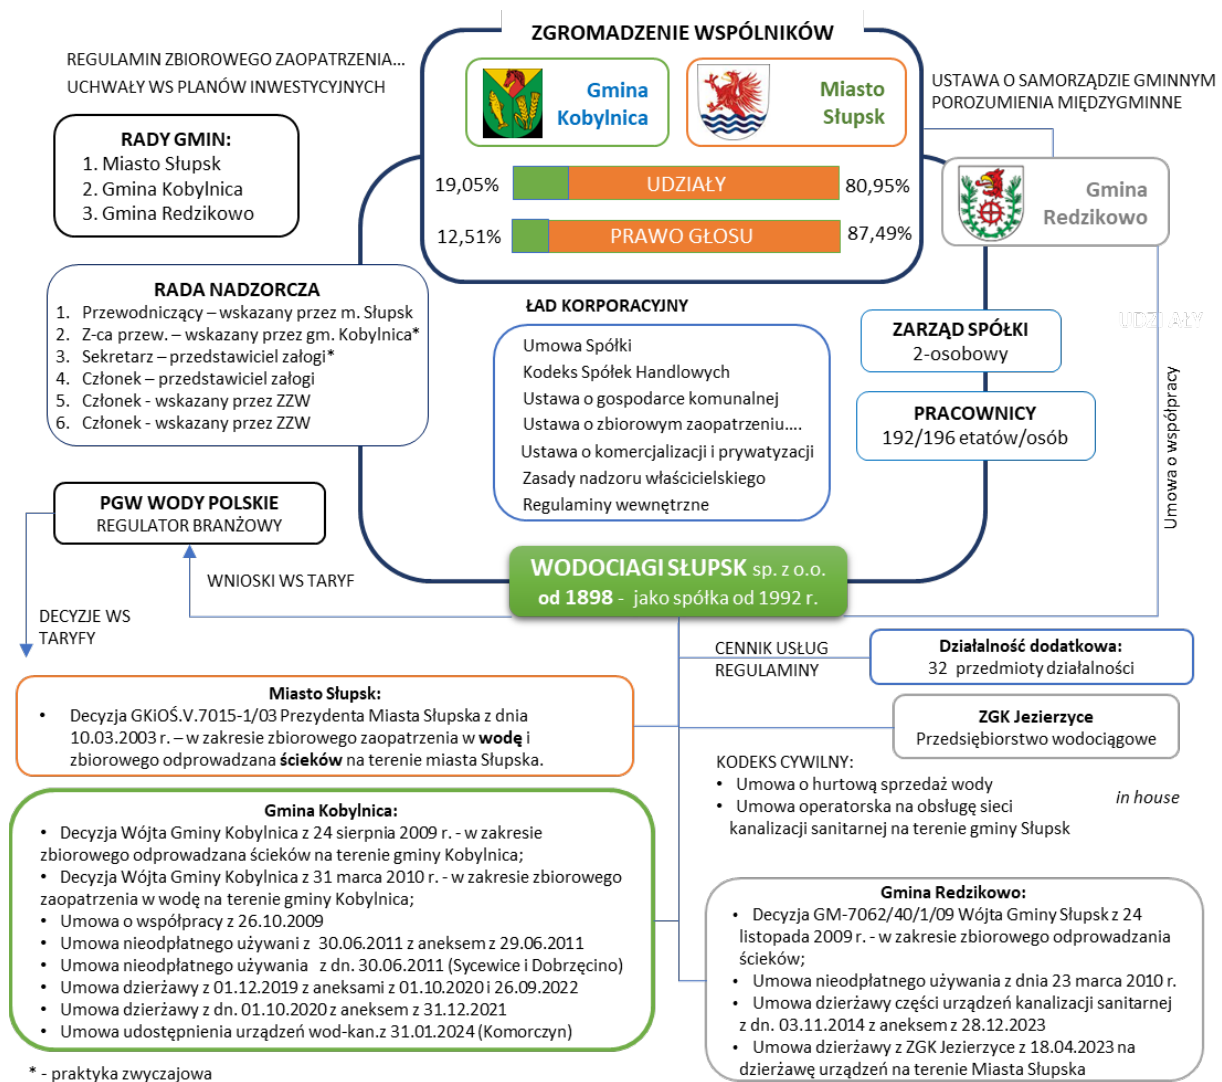 ZGROMADZENIE WSPÓLNIKÓW
REGULAMIN ZBIOROWEGO ZAOPATRZENIA...
UCHWAŁY WS PLANÓW INWESTYCYJNYCH
Gmina
Kobylnica
Miasto
Słupsk
USTAWA O SAMORZĄDZIE GMINNYM
POROZUMIENIA MIĘDZYGMINNE
RADY GMIN:
1. Miasto Słupsk
2. Gmina Kobylnica
3. Gmina Redzikowo
19,05%
UDZIAŁY
80,95%
12,51%
PRAWO GŁOSU
87,49%
Gmina
Redzikowo
RADA NADZORCZA
1. Przewodniczący – wskazany przez m. Słupsk
2. Z-ca przew. – wskazany przez gm. Kobylnica*
3. Sekretarz – przedstawiciel załogi*
4. Członek – przedstawiciel załogi
5. Członek - wskazany przez ZZW
6. Członek - wskazany przez ZZW
ŁAD KORPORACYJNY
Umowa Spółki
Kodeks Spółek Handlowych
Ustawa o gospodarce komunalnej
Ustawa o zbiorowym zaopatrzeniu....
Ustawa o komercjalizacji i prywatyzacji
Zasady nadzoru właścicielskiego
Regulaminy wewnętrzne
ZARZĄD SPÓŁKI
2-osobowy
PRACOWNICY
192/196 etatów/osób
UDZIAŁY
Umowa o współpracy
PGW WODY POLSKIE
REGULATOR BRANŻOWY
WNIOSKI WS TARYF
DECYZJE WS
TARYFY
WODOCIAGI SŁUPSK sp. z o.o.
od 1898 - jako spółka od 1992 r.
CENNIK USŁUG
REGULAMINY
Działalność dodatkowa:
32 przedmioty działalności
Miasto Słupsk:
• Decyzja GKiOŚ.V.7015-1/03 Prezydenta Miasta Słupska z dnia
10.03.2003 r. – w zakresie zbiorowego zaopatrzenia w wodę i
zbiorowego odprowadzana ścieków na terenie miasta Słupska.
ZGK Jezierzyce
Przedsiębiorstwo wodociągowe
KODEKS CYWILNY:
• Umowa o hurtową sprzedaż wody
• Umowa operatorska na obsługę sieci
kanalizacji sanitarnej na terenie gminy Słupsk
in house
Gmina Kobylnica:
• Decyzja Wójta Gminy Kobylnica z 24 sierpnia 2009 r. - w zakresie
zbiorowego odprowadzana ścieków na terenie gminy Kobylnica;
• Decyzja Wójta Gminy Kobylnica z 31 marca 2010 r. - w zakresie zbiorowego
zaopatrzenia w wodę na terenie gminy Kobylnica;
• Umowa o współpracy z 26.10.2009
• Umowa nieodpłatnego używani z 30.06.2011 z aneksem z 29.06.2011
• Umowa nieodpłatnego używania z dn. 30.06.2011 (Sycewice i Dobrzęcino)
• Umowa dzierżawy z 01.12.2019 z aneksami z 01.10.2020 i 26.09.2022
• Umowa dzierżawy z dn. 01.10.2020 z aneksem z 31.12.2021
• Umowa udostępnienia urządzeń wod-kan.z 31.01.2024 (Komorczyn)
Gmina Redzikowo:
• Decyzja GM-7062/40/1/09 Wójta Gminy Słupsk z 24
listopada 2009 r. - w zakresie zbiorowego odprowadzania
ścieków;
• Umowa nieodpłatnego używania z dnia 23 marca 2010 r.
• Umowa dzierżawy części urządzeń kanalizacji sanitarnej
z dn. 03.11.2014 z aneksem z 28.12.2023
• Umowa dzierżawy z ZGK Jezierzyce z 18.04.2023 na
dzierżawę urządzeń na terenie Miasta Słupska
* - praktyka zwyczajowa